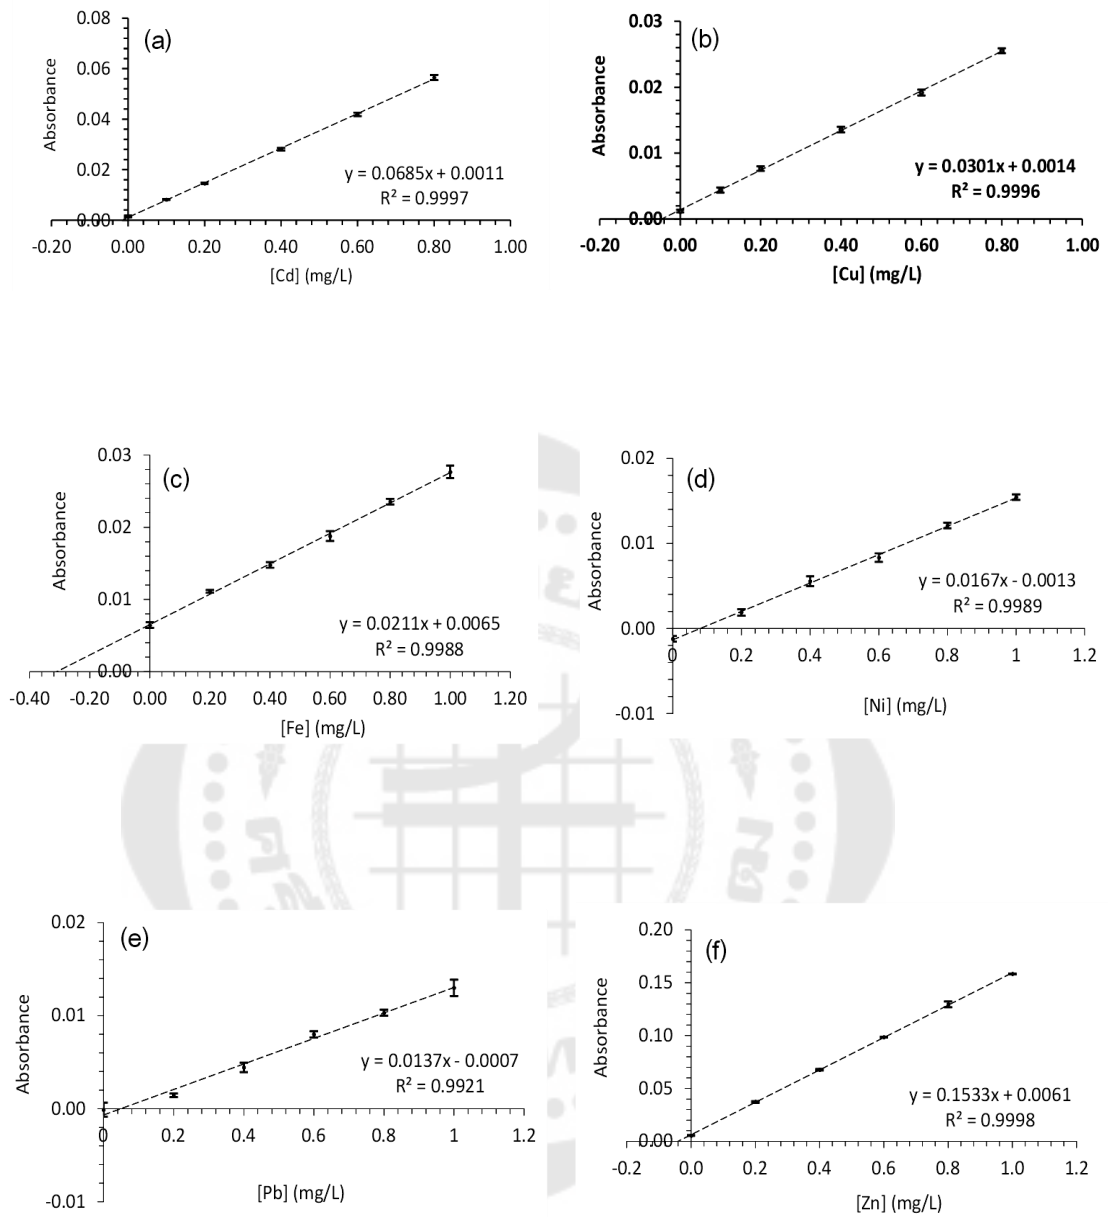 (a)
Absorbance
0.08
0.06
0.04
0.02
0.00
y = 0.0685x + 0.0011
R² = 0.9997
-0.20 0.00 0.20 0.40 0.60 0.80 1.00
[Cd] (mg/L)
(b)
Absorbance
0.03
0.02
0.01
0.00
y = 0.0301x + 0.0014
R² = 0.9996
-0.20 0.00 0.20 0.40 0.60 0.80 1.00
[Cu] (mg/L)
(c)
Absorbance
0.03
0.02
0.01
0.00
y = 0.0211x + 0.0065
R² = 0.9988
-0.40 -0.20 0.00 0.20 0.40 0.60 0.80 1.00 1.20
[Fe] (mg/L)
(d)
Absorbance
0.02
0.01
0.00
-0.01
y = 0.0167x - 0.0013
R² = 0.9989
0 0.2 0.4 0.6 0.8 1 1.2
[Ni] (mg/L)
(e)
Absorbance
0.02
0.01
0.00
-0.01
y = 0.0137x - 0.0007
R² = 0.9921
0 0.2 0.4 0.6 0.8 1 1.2
[Pb] (mg/L)
(f)
Absorbance
0.20
0.15
0.10
0.05
0.00
y = 0.1533x + 0.0061
R² = 0.9998
-0.2 0.0 0.2 0.4 0.6 0.8 1.0 1.2
[Zn] (mg/L)